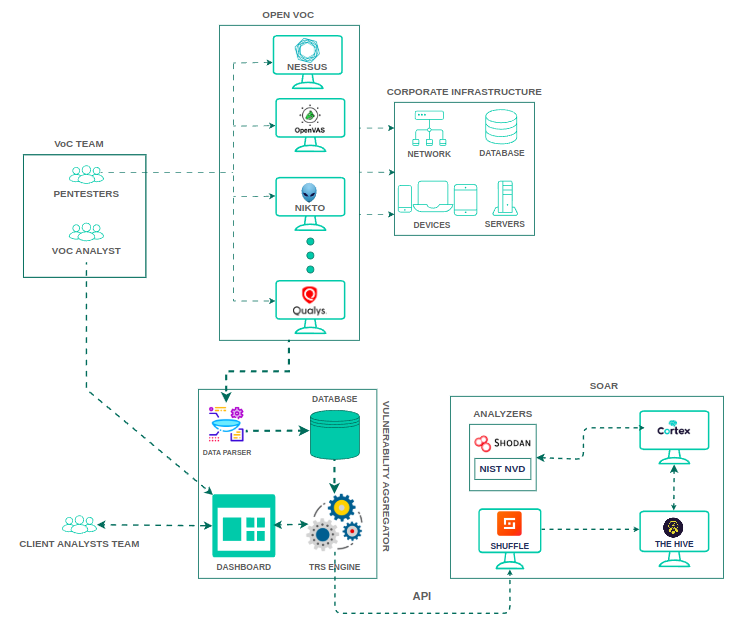 OPEN VOC
NESSUS
OpenVAS
NIKTO
Qualys.
CORPORATE INFRASTRUCTURE
NETWORK
DATABASE
DEVICES
SERVERS
VoC TEAM
PENTESTERS
VOC ANALYST
DATABASE
DATA PARSER
VULNERABILITY AGGREGATOR
DASHBOARD
TRS ENGINE
CLIENT ANALYSTS TEAM
SOAR
ANALYZERS
SHODAN
NIST NVD
Cortex
SHUFFLE
THE HIVE
API